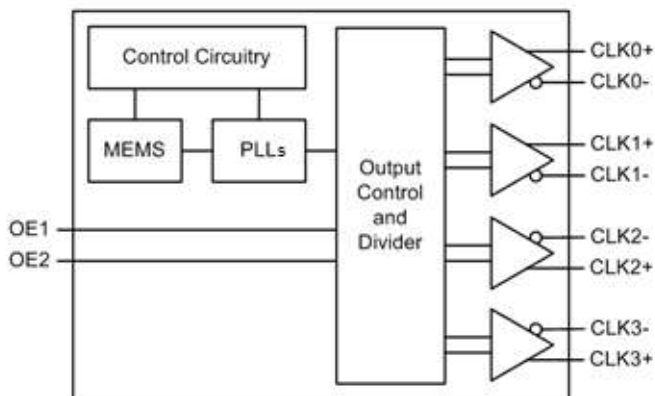 Control Circuitry
MEMS
PLLs
Output
Control
and
Divider
OE1
OE2
CLK0+
CLK0-
CLK1+
CLK1-
CLK2-
CLK2+
CLK3-
CLK3+